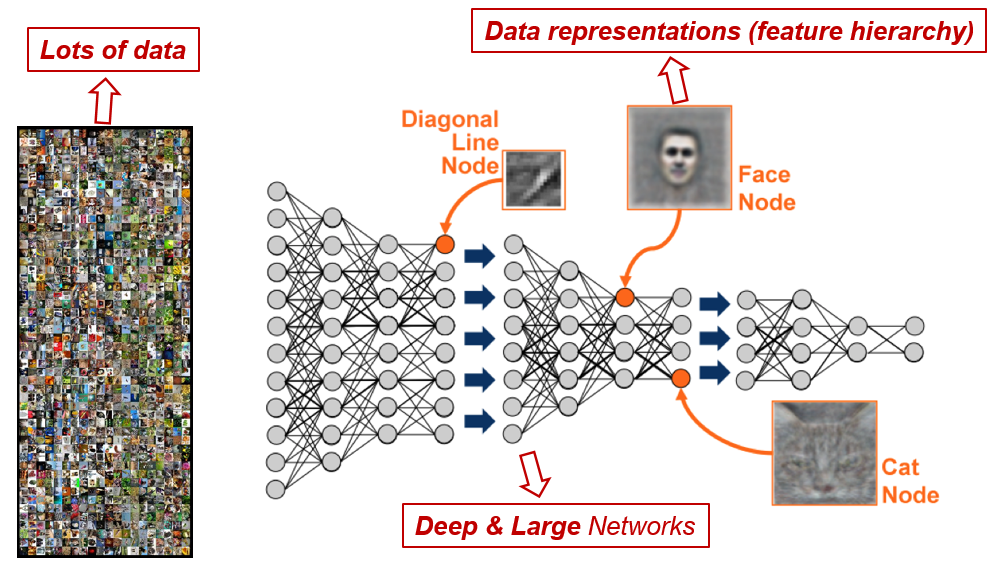 Lots of data
Data representations (feature hierarchy)
Diagonal
Line
Node
Face
Node
Cat
Node
Deep & Large Networks